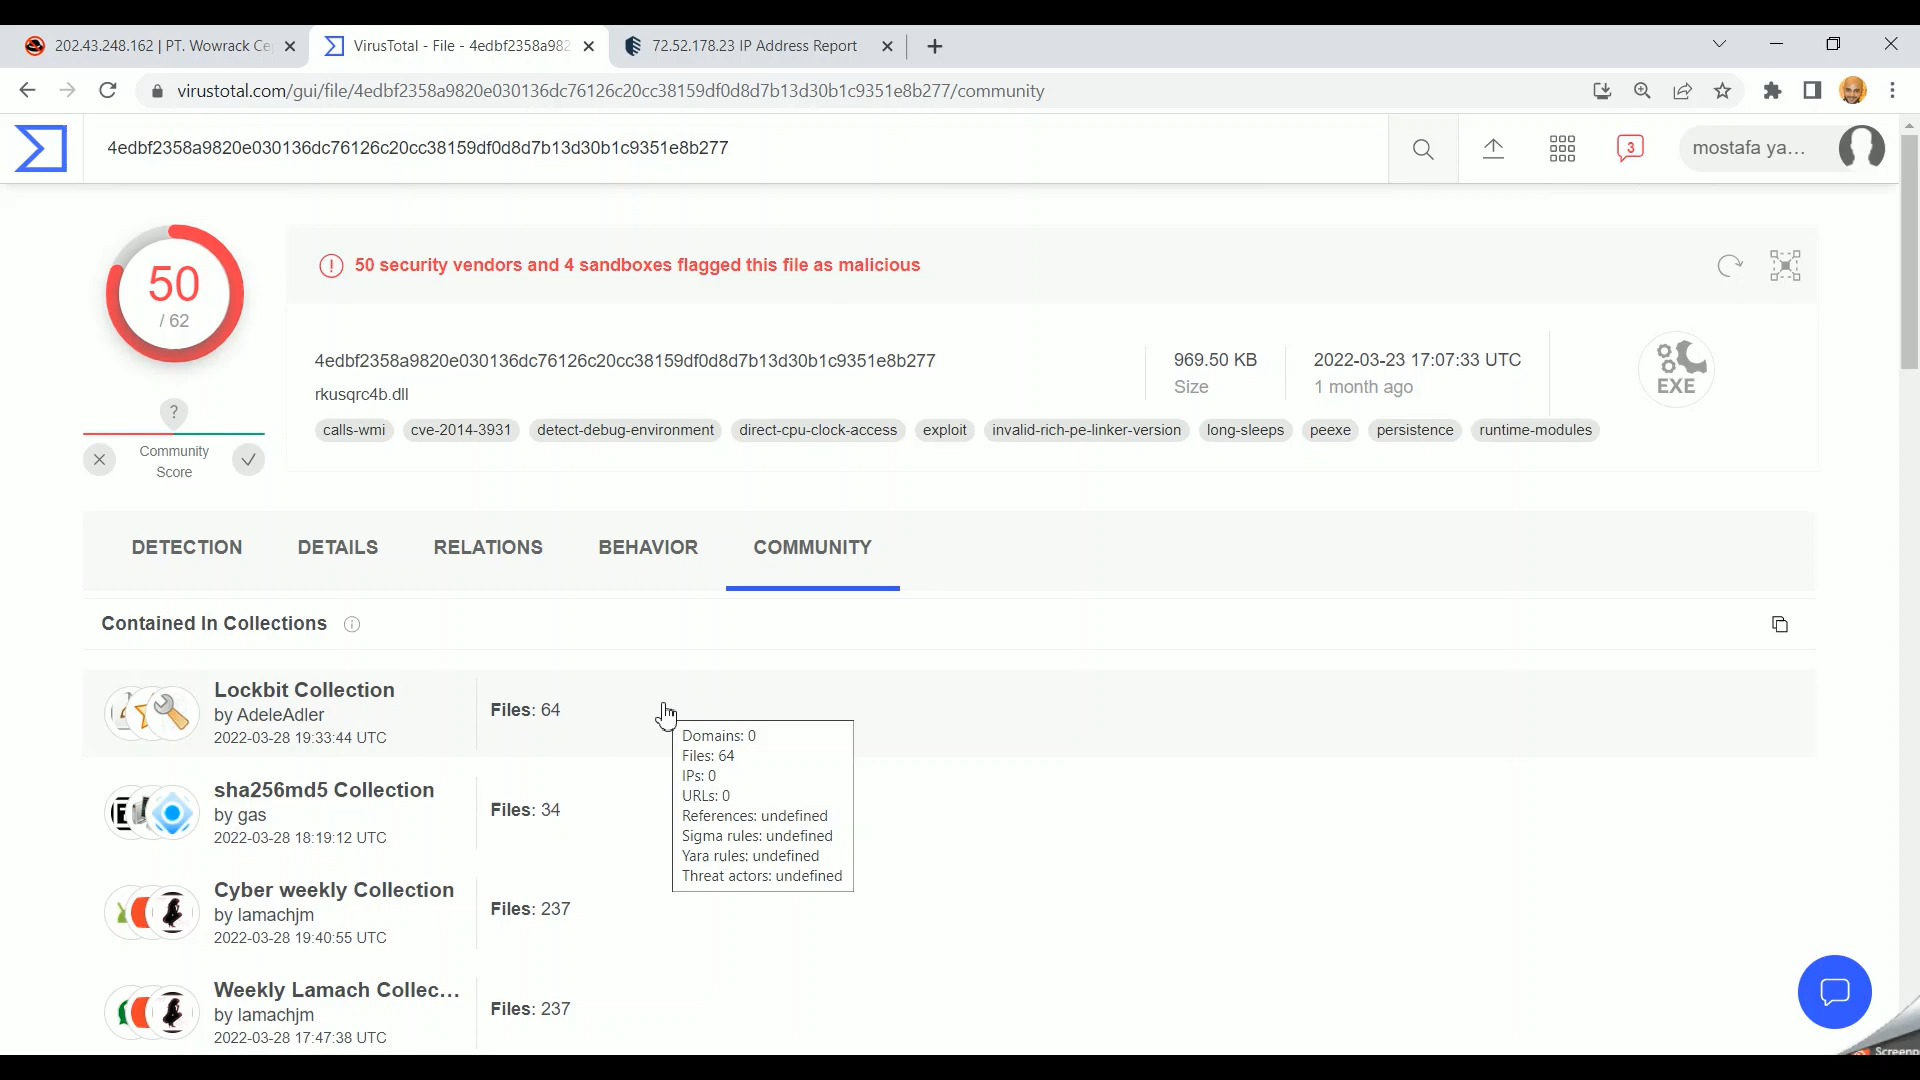 202.43.248.162 | PT. Wowrack Ce
VirusTotal - File - 4edbf2358a982
72.52.178.23 IP Address Report
virustotal.com/gui/file/4edbf2358a9820e030136dc76126c20cc38159df0d8d7b13d30b1c9351e8b277/community
4edbf2358a9820e030136dc76126c20cc38159df0d8d7b13d30b1c9351e8b277
3
mostafa ya...
50
/ 62
50 security vendors and 4 sandboxes flagged this file as malicious
4edbf2358a9820e030136dc76126c20cc38159df0d8d7b13d30b1c9351e8b277
rkusqrc4b.dll
969.50 KB
Size
2022-03-23 17:07:33 UTC
1 month ago
EXE
calls-wmi cve-2014-3931 detect-debug-environment direct-cpu-clock-access exploit invalid-rich-pe-linker-version long-sleeps peexe persistence runtime-modules
?
Community
Score
DETECTION DETAILS RELATIONS BEHAVIOR COMMUNITY
Contained In Collections
Lockbit Collection
by AdeleAdler
2022-03-28 19:33:44 UTC
Files: 64
Domains: 0
Files: 64
IPs: 0
URLs: 0
References: undefined
Sigma rules: undefined
Yara rules: undefined
Threat actors: undefined
sha256md5 Collection
by gas
2022-03-28 18:19:12 UTC
Files: 34
Cyber weekly Collection
by lamachjm
2022-03-28 19:40:55 UTC
Files: 237
Weekly Lamach Collec...
by lamachjm
2022-03-28 17:47:38 UTC
Files: 237